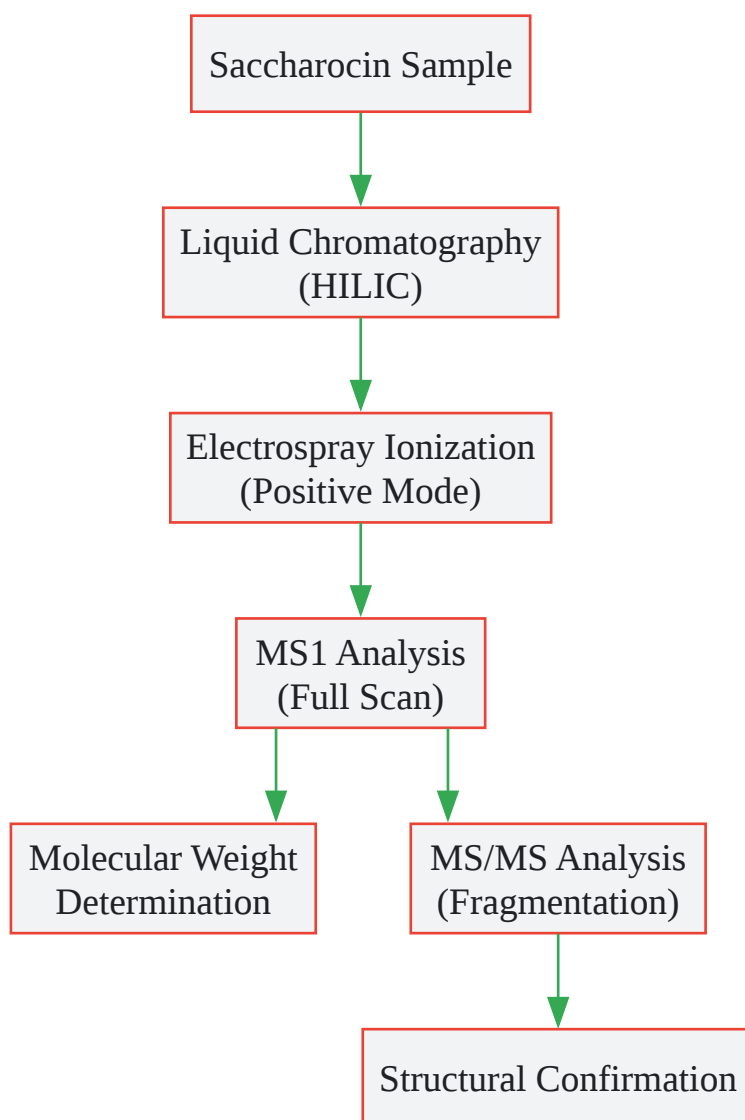 Saccharocin Sample
Liquid Chromatography
(HILIC)
Electrospray Ionization
(Positive Mode)
MS1 Analysis
(Full Scan)
Molecular Weight
Determination
MS/MS Analysis
(Fragmentation)
Structural Confirmation